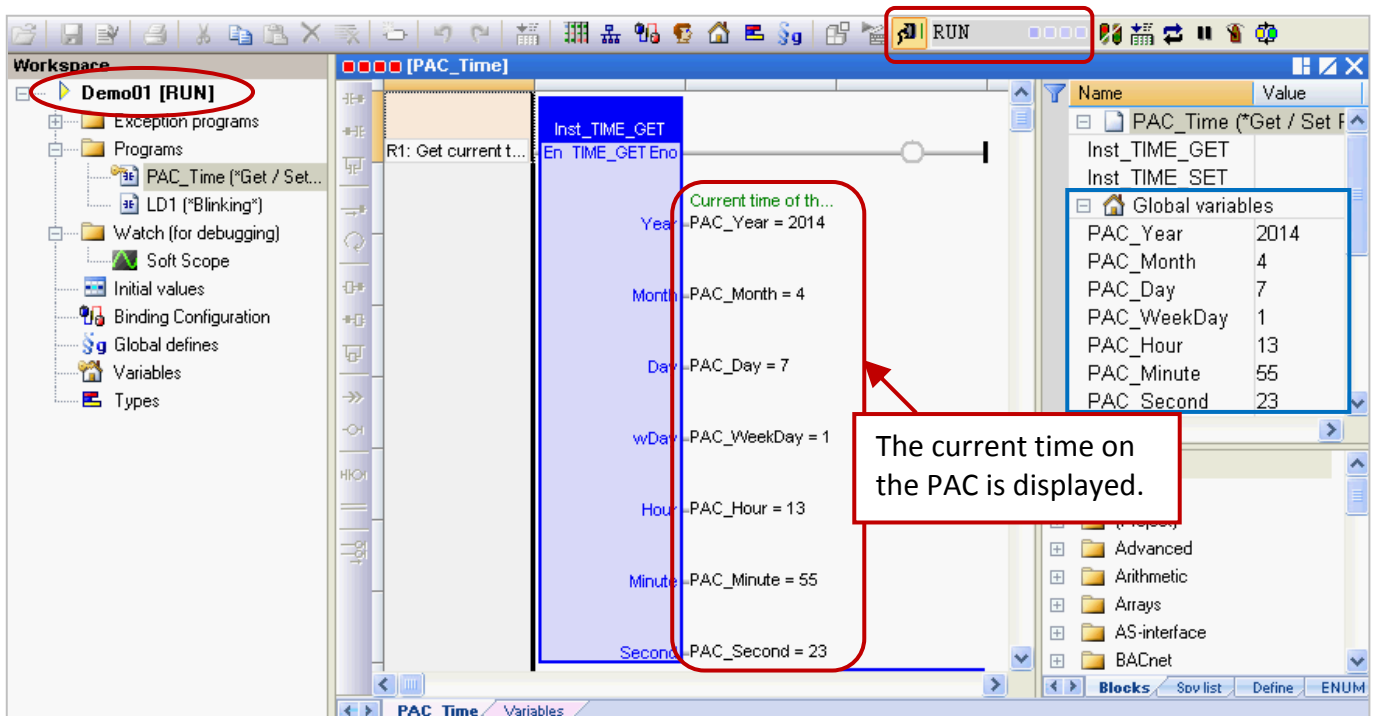 RUN
Workspace
[PAC_Time]
Demo01 [RUN]
Exception programs
Programs
PAC_Time (*Get / Set...
LD1 (*Blinking*)
Watch (for debugging)
Soft Scope
Initial values
Binding Configuration
Global defines
Variables
Types
R1: Get current t...
Inst_TIME_GET
En TIME_GET Eno
Current time of th...
Year PAC_Year = 2014
Month PAC_Month = 4
Day PAC_Day = 7
wDay PAC_WeekDay = 1
Hour PAC_Hour = 13
Minute PAC_Minute = 55
Second PAC_Second = 23
Name Value
PAC_Time (*Get / Set
Inst_TIME_GET
Inst_TIME_SET
Global variables
PAC_Year 2014
PAC_Month 4
PAC_Day 7
PAC_WeekDay 1
PAC_Hour 13
PAC_Minute 55
PAC_Second 23
The current time on
the PAC is displayed.
Advanced
Arithmetic
Arrays
AS-interface
BACnet
Blocks Spy list Define ENUM
PAC_Time Variables